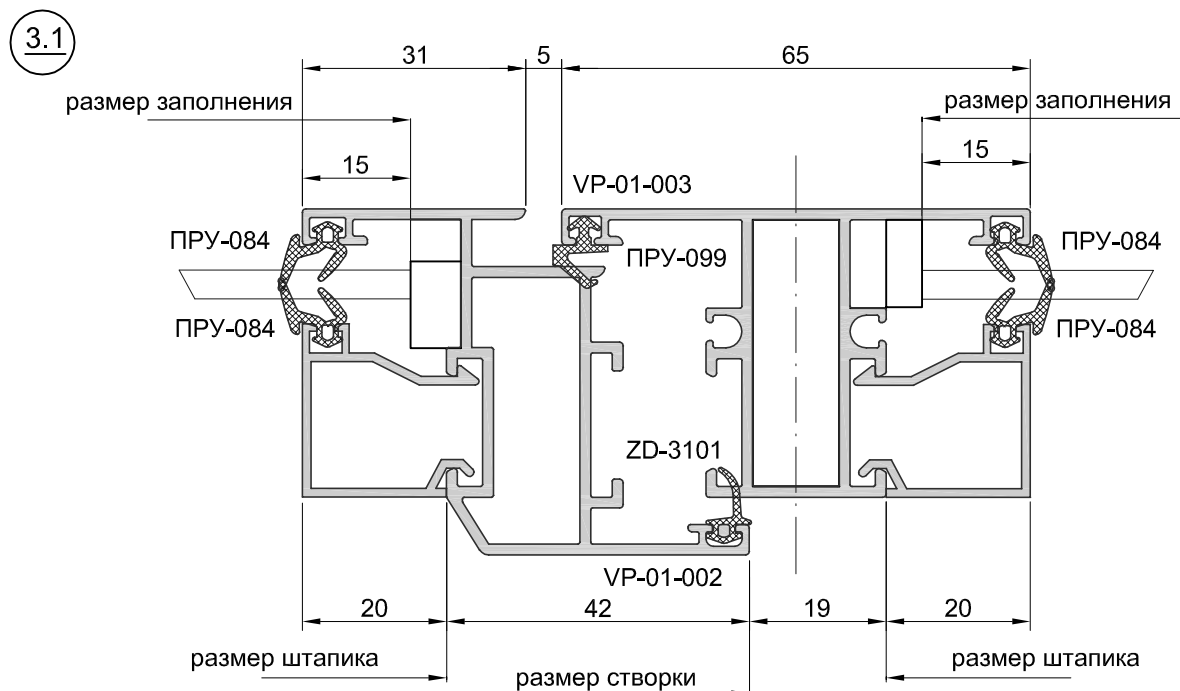 3.1
31
5
65
размер заполнения
размер заполнения
15
15
VP-01-003
ПРУ-084
ПРУ-099
ПРУ-084
ПРУ-084
ПРУ-084
ZD-3101
VP-01-002
20
42
19
20
размер штапика
размер штапика
размер створки